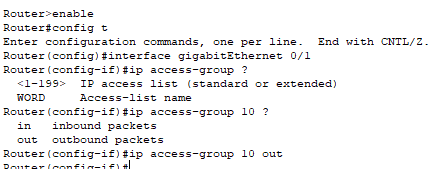 Router>enable
Router#config t
Enter configuration commands, one per line.  End with CNTL/Z.
Router(config)#interface gigabitEthernet 0/1
Router(config-if)#ip access-group ?
  <1-199>  IP access list (standard or extended)
  WORD     Access-list name
Router(config-if)#ip access-group 10 ?
  in   inbound packets
  out  outbound packets
Router(config-if)#ip access-group 10 out
Router(config-if)#